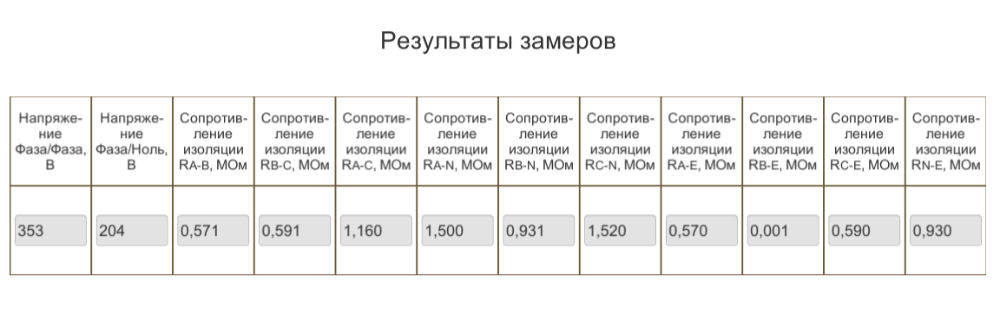 Результаты замеров
Напряже- Напряже- Сопротив- Сопротив- Сопротив- Сопротив- Сопротив- Сопротив- Сопротив- Сопротив- Сопротив- Сопротив-
ние ние ление ление ление ление ление ление ление ление ление ление
Фаза/Фаза, Фаза/Ноль, изоляции изоляции изоляции изоляции изоляции изоляции изоляции изоляции изоляции изоляции
В В RA-B, МОм RB-C, МОм RA-C, МОм RA-N, МОм RB-N, МОм RC-N, МОм RA-E, МОм RB-E, МОм RC-E, МОм RN-E, МОм
353 204 0,571 0,591 1,160 1,500 0,931 1,520 0,570 0,001 0,590 0,930